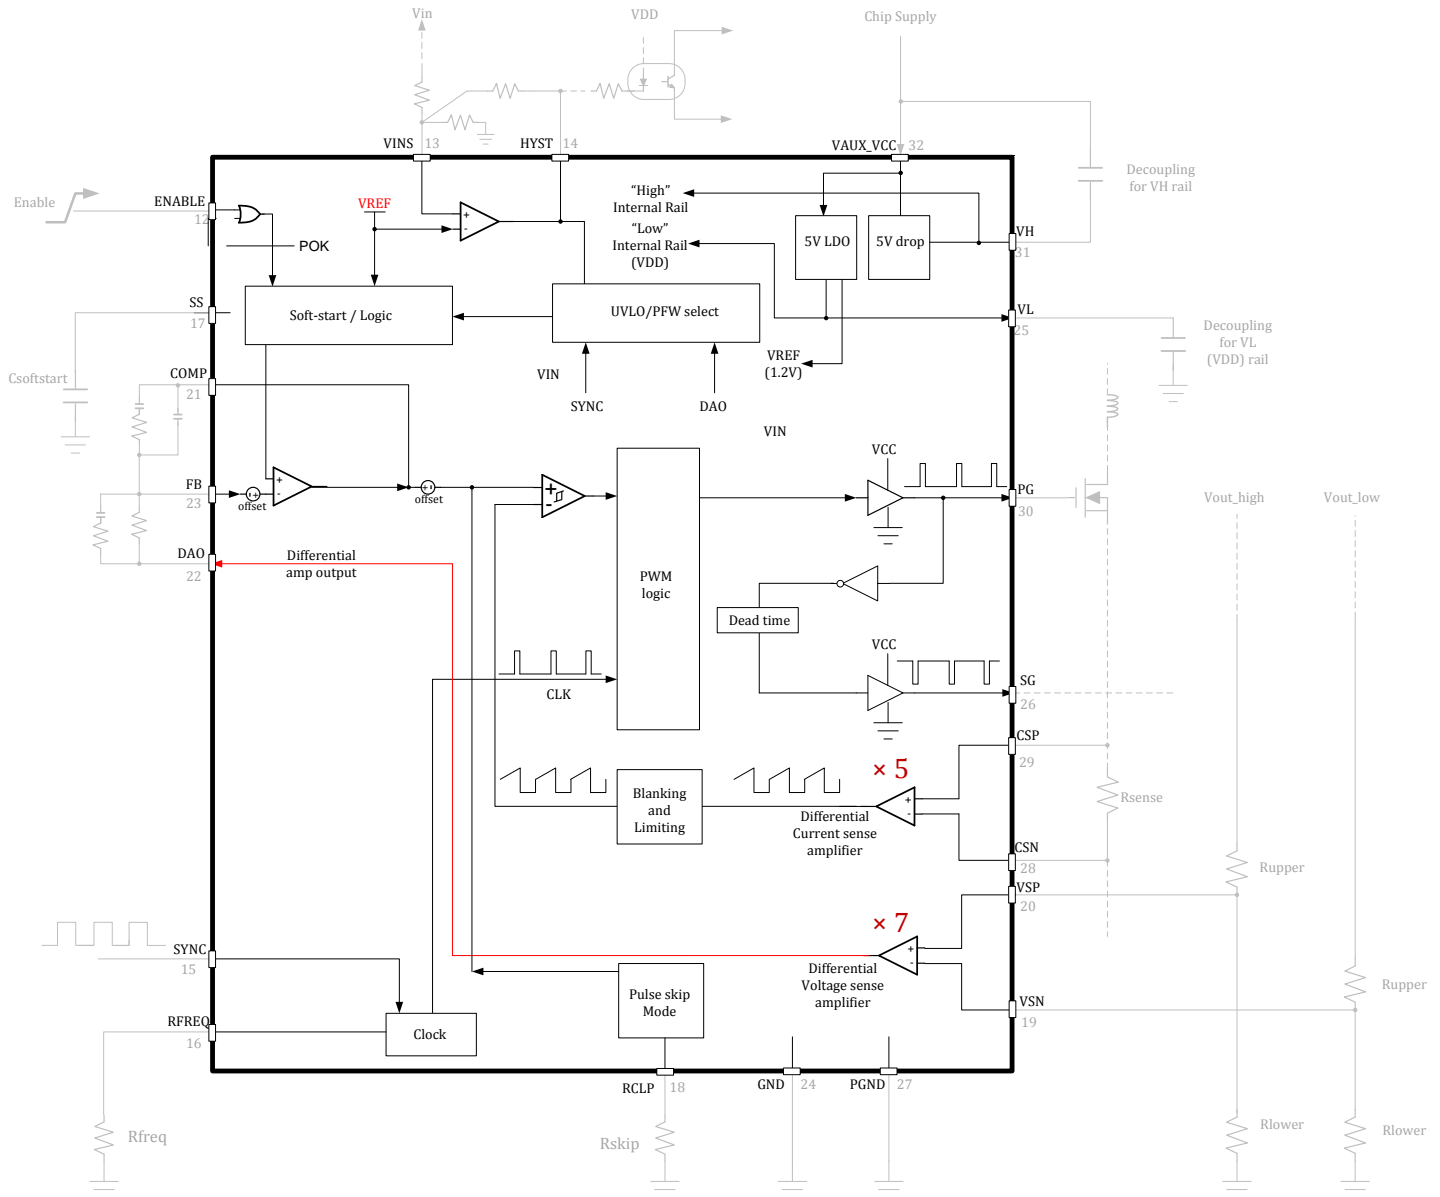 Vin
VDD
Chip Supply
VINS 13
HYST 14
VAUX_VCC 32
Decoupling
for VH rail
Enable
ENABLE
12
POK
VREF
+
-
“High”
Internal Rail
“Low”
Internal Rail
(VDD)
5V LDO
5V drop
VH
31
SS
17
Soft-start / Logic
UVLO/PFW select
VL
25
Decoupling
for VL
(VDD) rail
VREF
(1.2V)
VIN
SYNC
DAO
Csoftstart
COMP
21
VIN
VCC
FB
23
offset
+
-
offset
+
-
PG
30
Vout_high
Vout_low
DAO
22
Differential
amp output
PWM
logic
Dead time
VCC
CLK
SG
26
CSP
29
× 5
Blanking
and
Limiting
Differential
Current sense
amplifier
+
-
Rsense
CSN
28
Rupper
VSP
20
× 7
+
-
SYNC
15
Differential
Voltage sense
amplifier
Pulse skip
Mode
Rupper
VSN
19
RFREQ
16
Clock
RCLP 18
GND 24
PGND 27
Rfreq
Rskip
Rlower
Rlower